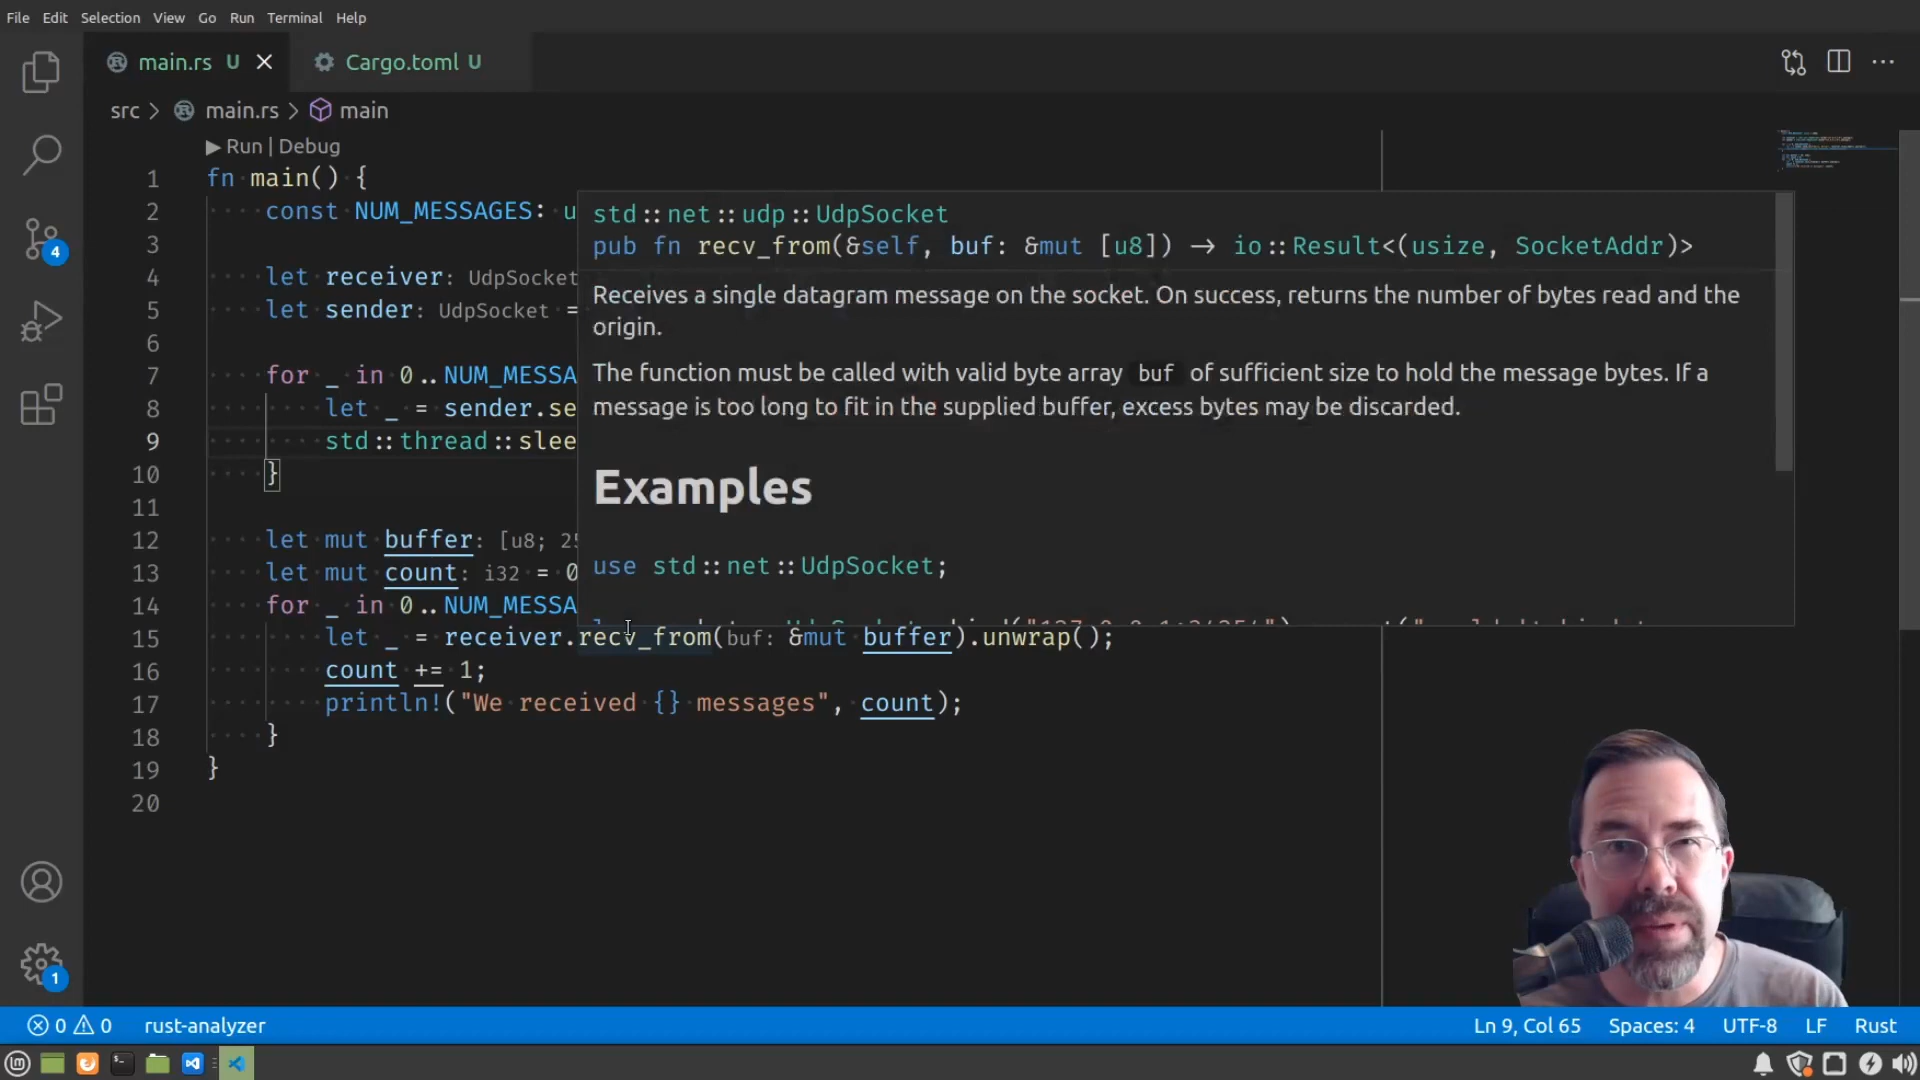 File Edit Selection View Go Run Terminal Help
main.rs U Cargo.toml U
src > main.rs > main
Run | Debug
1 fn main() {
2 const NUM_MESSAGES: u
3
4 let receiver: UdpSocket
5 let sender: UdpSocket =
6
7 for _ in 0..NUM_MESSA
8 let _ = sender.se
9 std::thread::slee
10 }
11
12 let mut buffer: [u8; 25
13 let mut count: i32 = 0
14 for _ in 0..NUM_MESSA
15 let _ = receiver.recv_from(buf: &mut buffer).unwrap();
16 count += 1;
17 println!("We received {} messages", count);
18 }
19 }
20
std::net::udp::UdpSocket
pub fn recv_from(&self, buf: &mut [u8]) → io::Result<(usize, SocketAddr)>
Receives a single datagram message on the socket. On success, returns the number of bytes read and the
origin.
The function must be called with valid byte array buf of sufficient size to hold the message bytes. If a
message is too long to fit in the supplied buffer, excess bytes may be discarded.
Examples
use std::net::UdpSocket;
4
1
0 0 rust-analyzer Ln 9, Col 65 Spaces: 4 UTF-8 LF Rust